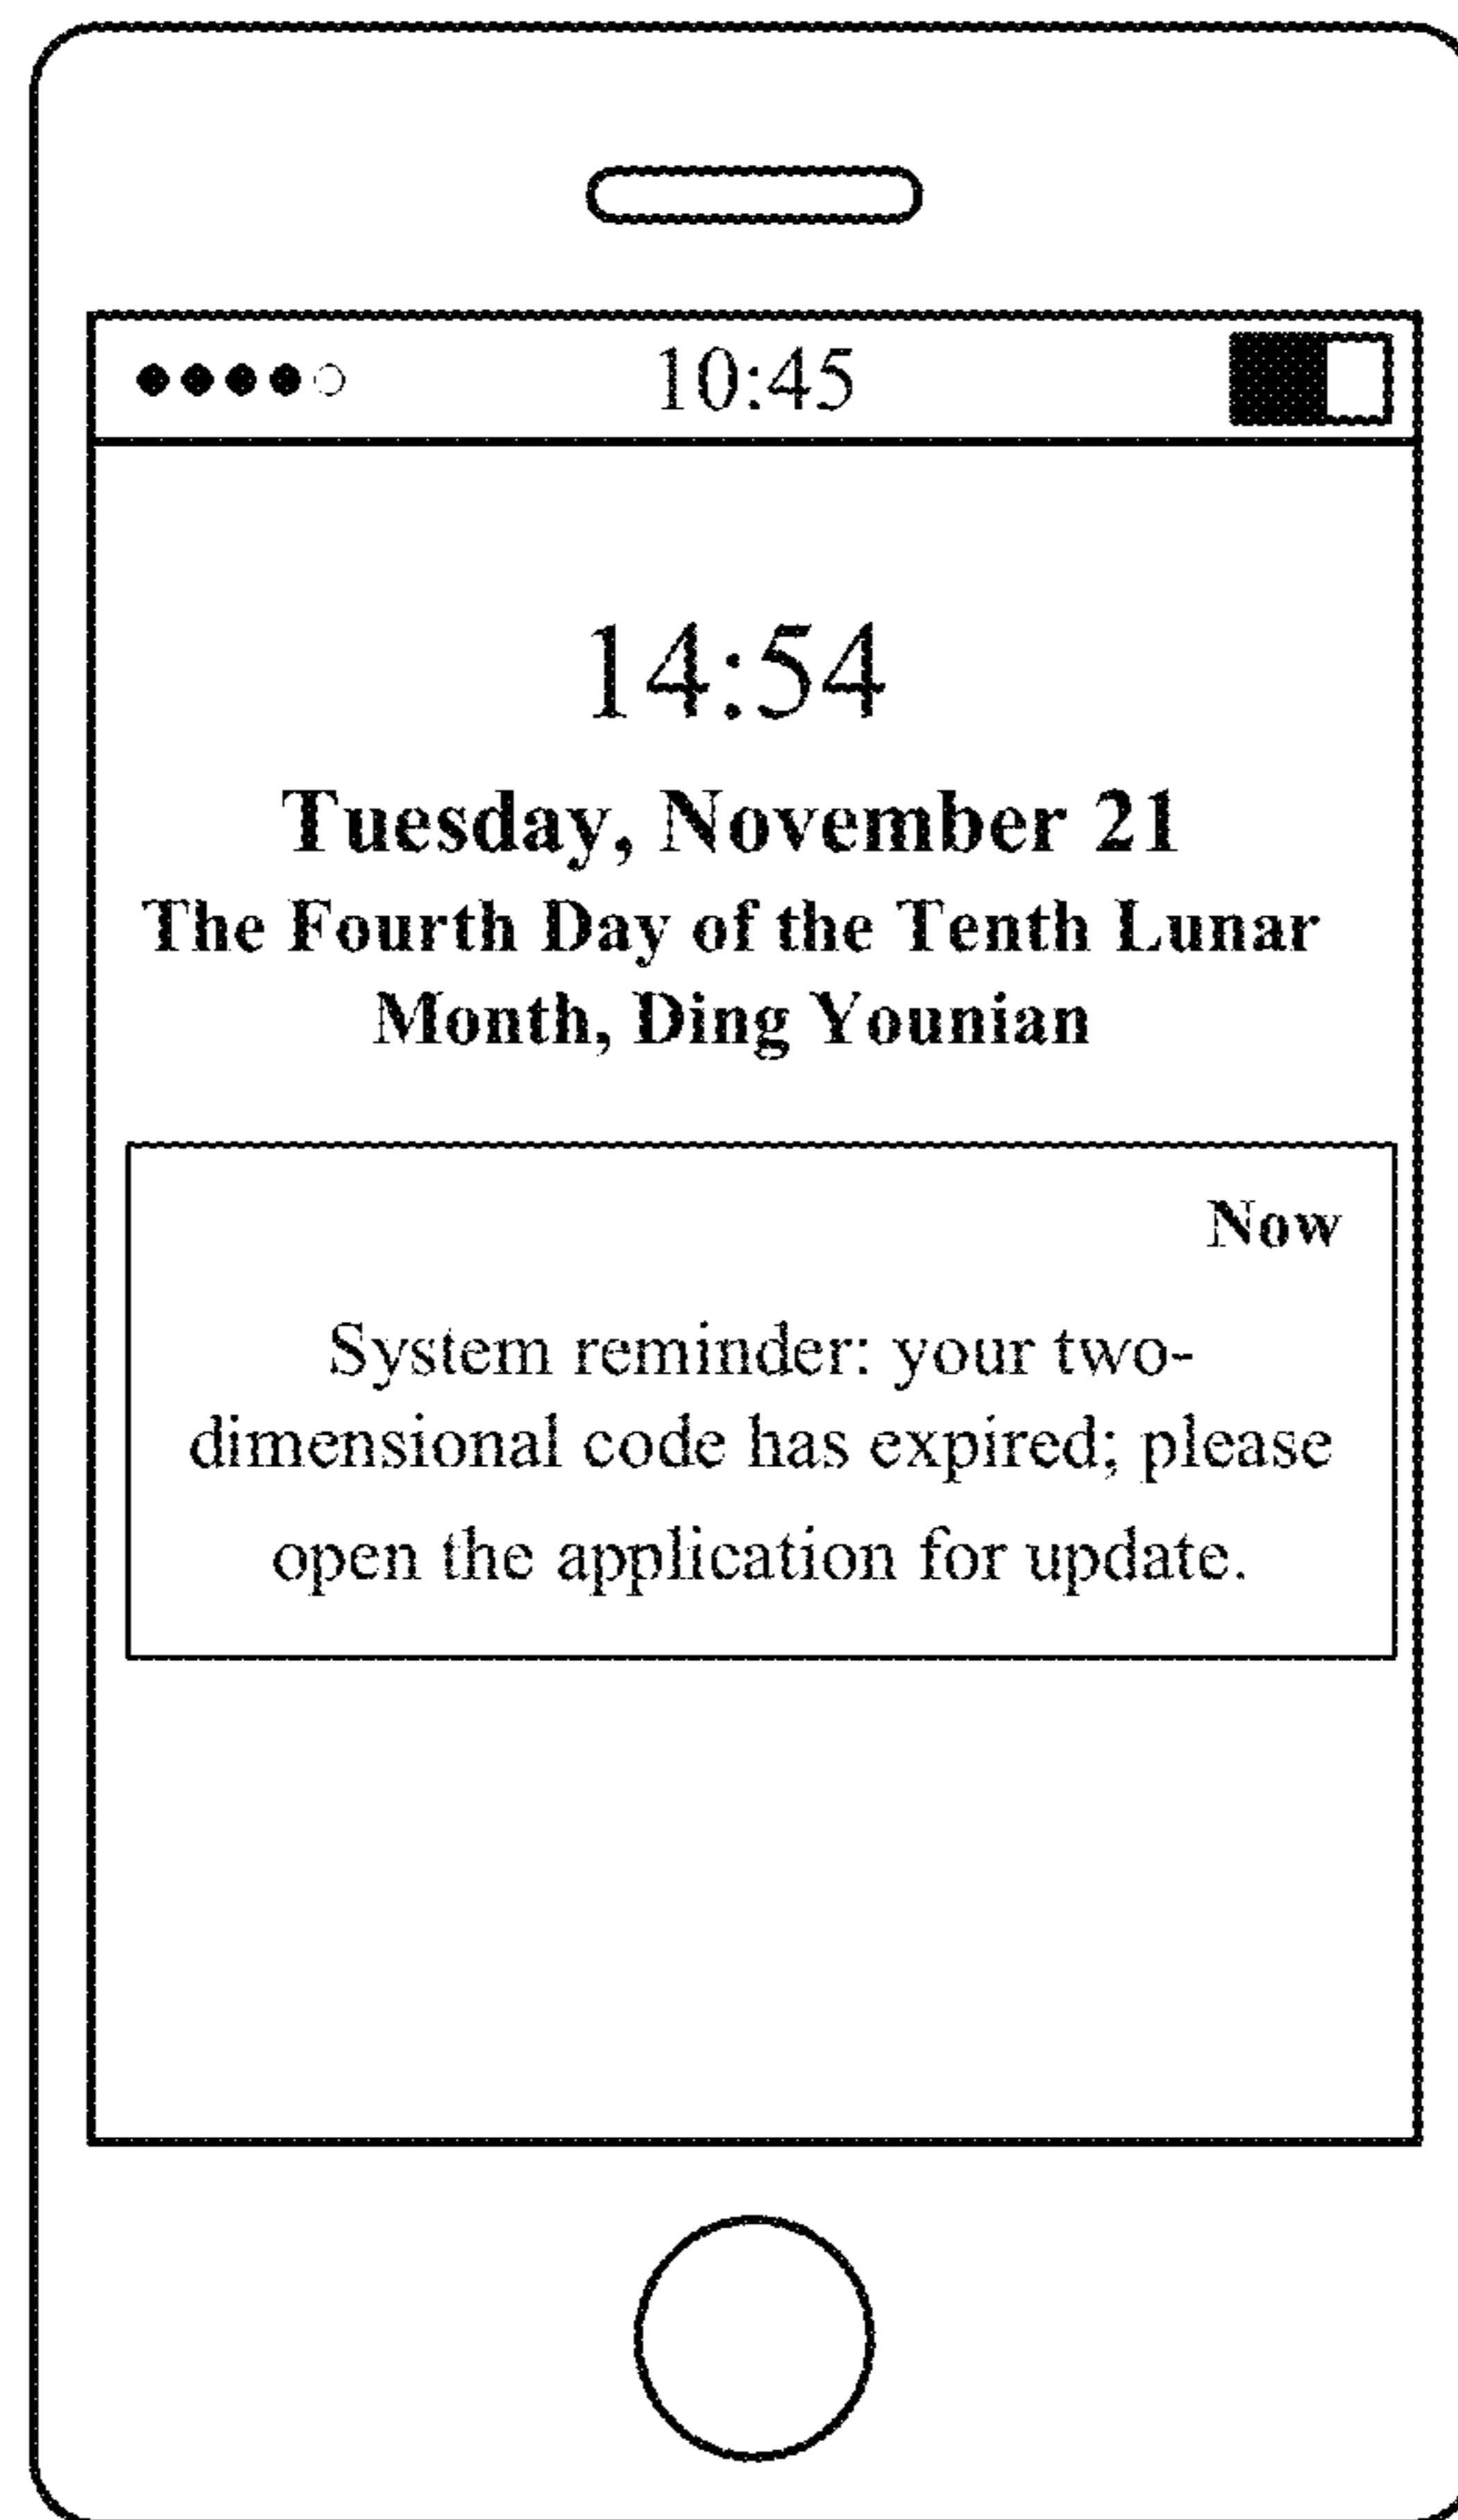 10:45
14:54
Tuesday, November 21
The Fourth Day of the Tenth Lunar
Month, Ding Younian
Now
System reminder: your two-
dimensional code has expired; please
open the application for update.